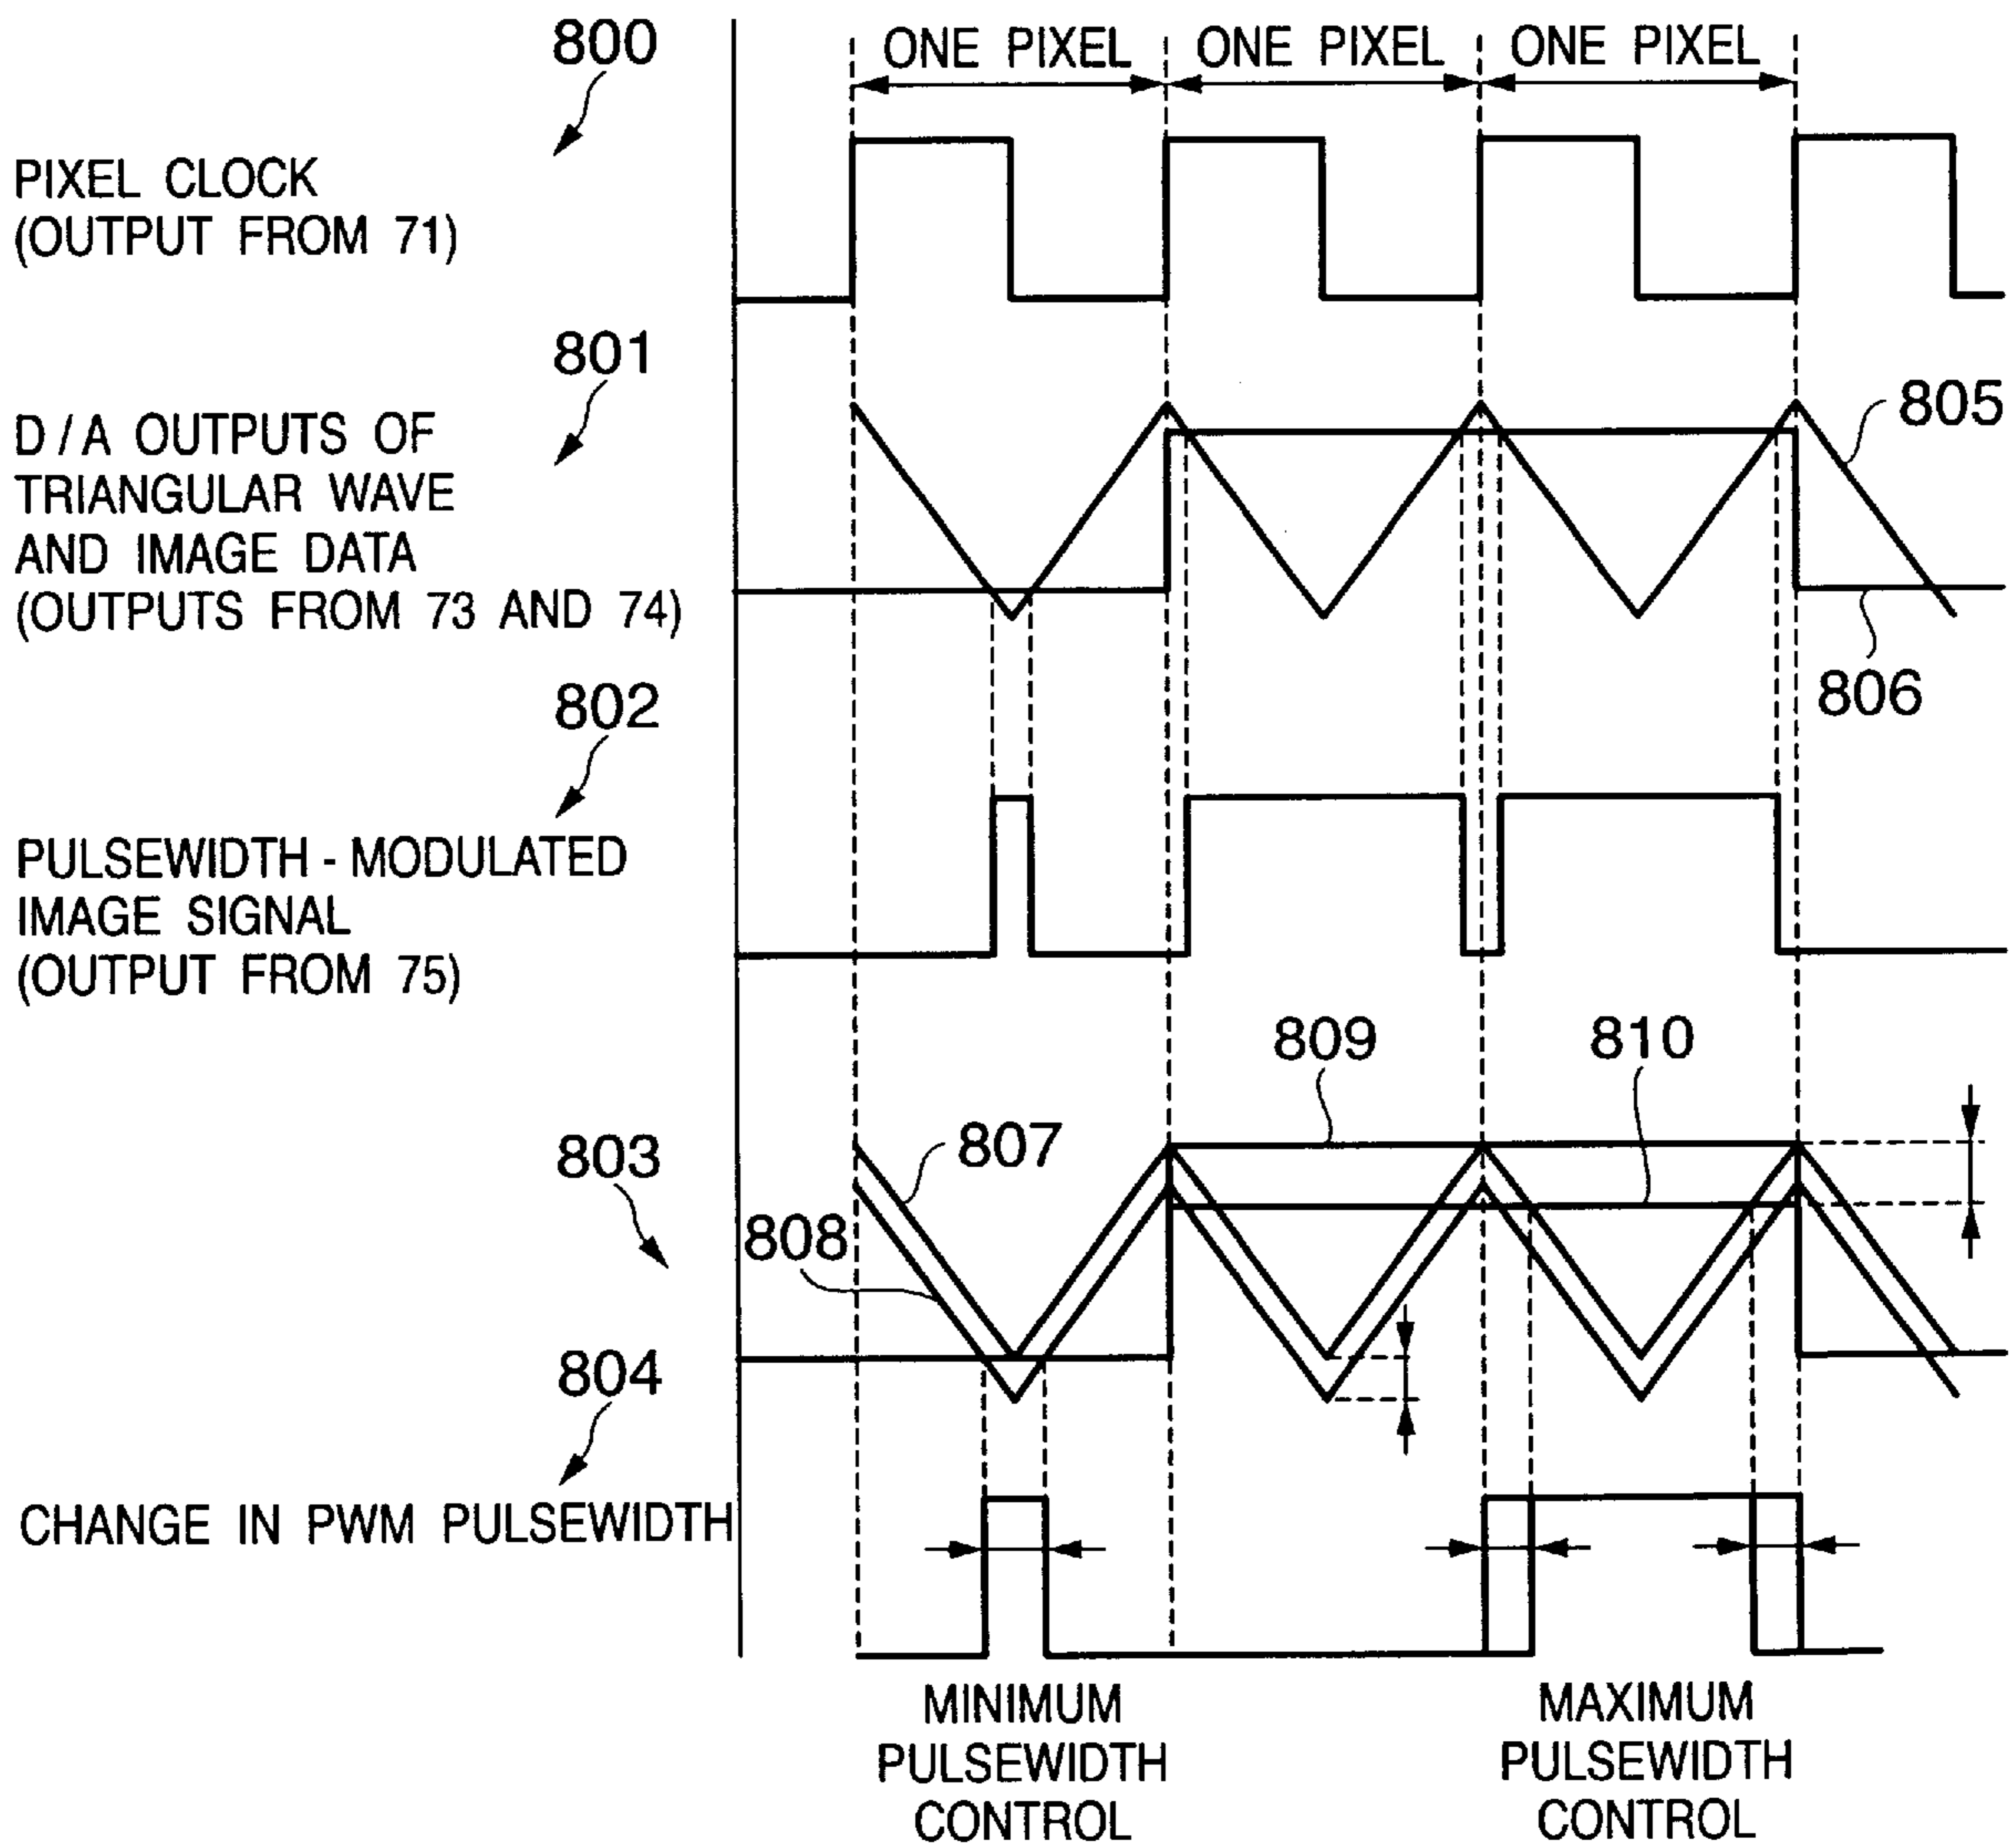 800
ONE PIXEL ONE PIXEL ONE PIXEL
PIXEL CLOCK
(OUTPUT FROM 71)
801
805
D/A OUTPUTS OF
TRIANGULAR WAVE
AND IMAGE DATA
(OUTPUTS FROM 73 AND 74)
806
802
PULSEWIDTH-MODULATED
IMAGE SIGNAL
(OUTPUT FROM 75)
809
810
803
807
808
804
CHANGE IN PWM PULSEWIDTH
MINIMUM
PULSEWIDTH
CONTROL
MAXIMUM
PULSEWIDTH
CONTROL